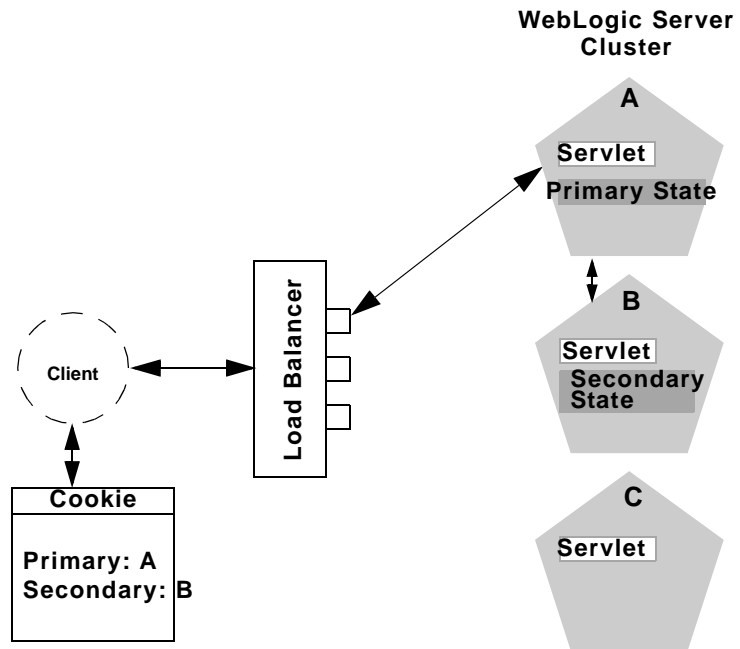 WebLogic Server
Cluster
A
Servlet
Primary State
B
Servlet
Secondary
State
C
Servlet
Load Balancer
Client
Cookie
Primary: A
Secondary: B